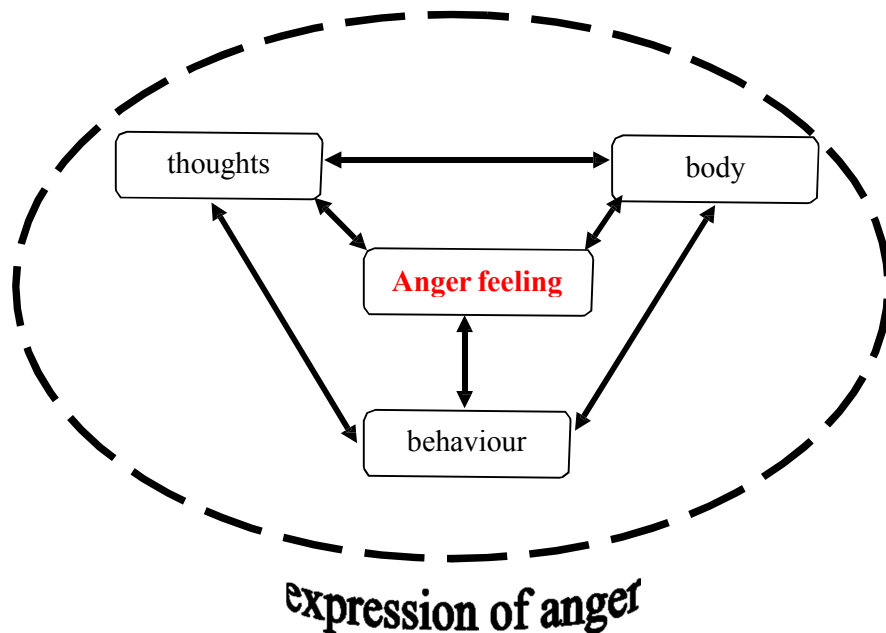 thoughts
body
Anger feeling
behaviour
expression of anger